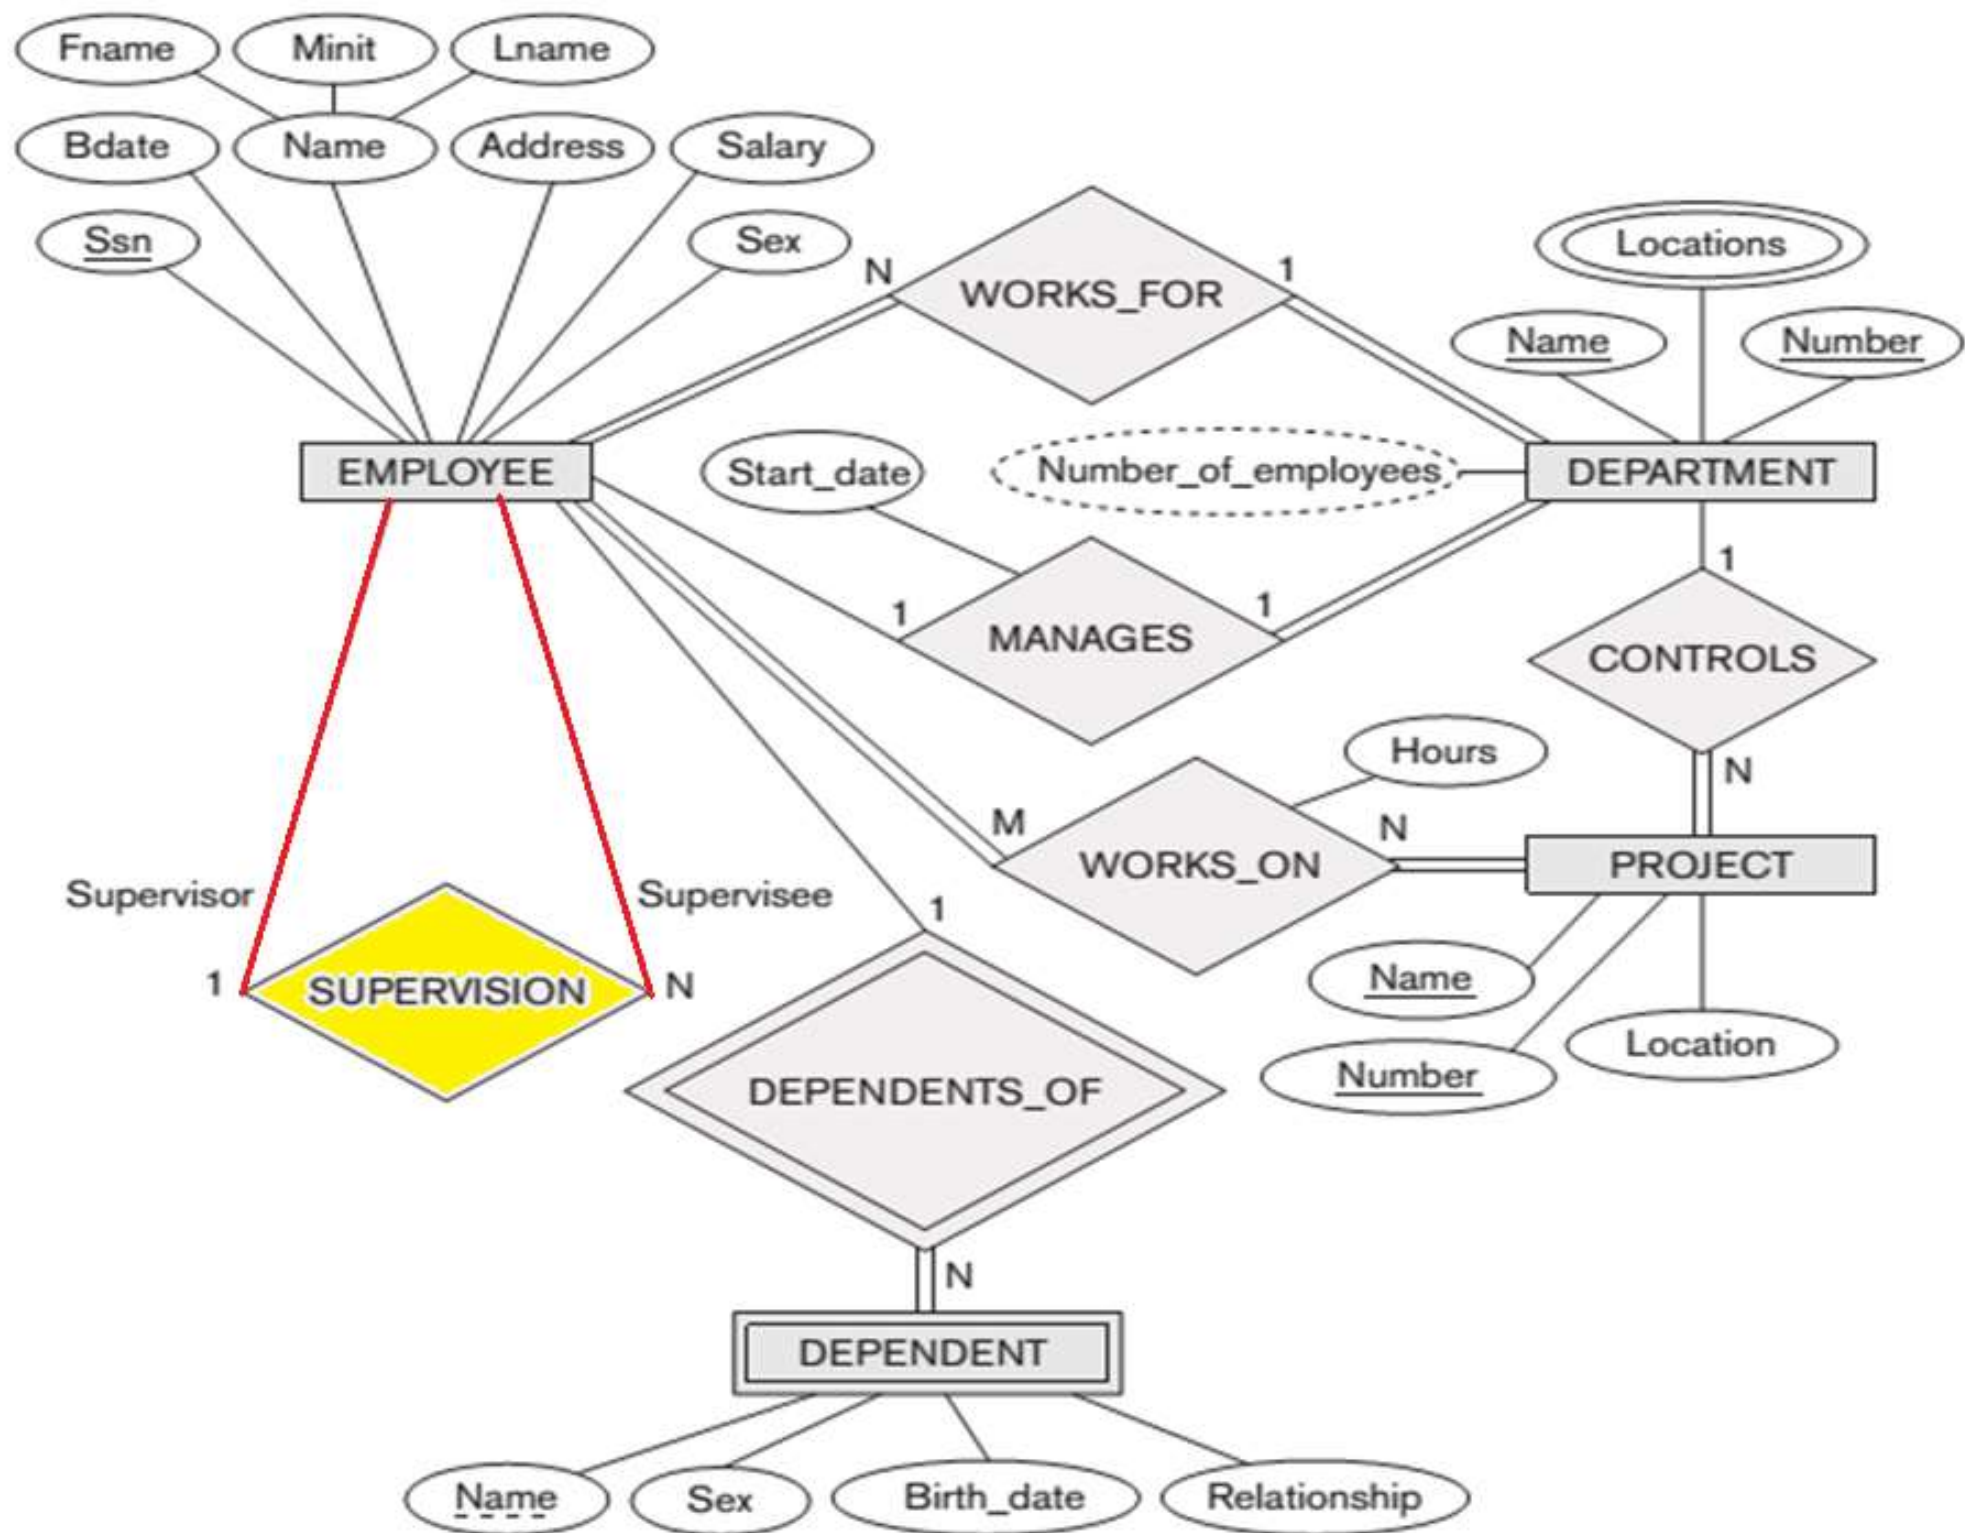 Fname Minit Lname
Bdate Name Address Salary
Ssn Sex
N WORKS_FOR 1
Locations
Name Number
EMPLOYEE
Start_date Number_of_employees
DEPARTMENT
1 MANAGES 1
1
CONTROLS
N
Hours
M WORKS_ON N
PROJECT
Supervisor Supervisee
1 SUPERVISION N
1
Name
Number
Location
DEPENDENTS_OF
N
DEPENDENT
Name Sex Birth_date Relationship